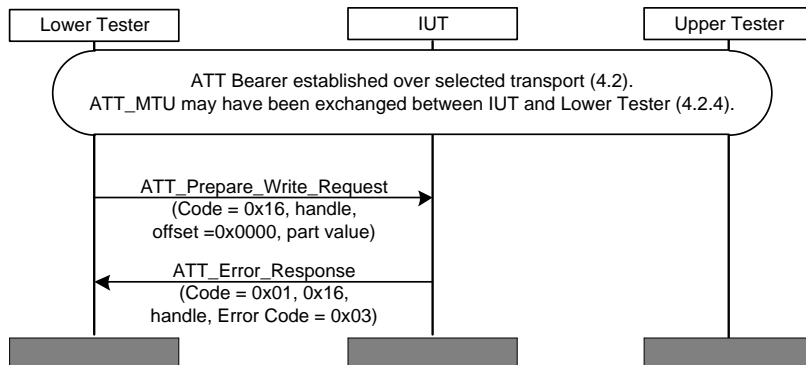 Lower Tester
IUT
Upper Tester
ATT Bearer established over selected transport (4.2).
ATT_MTU may have been exchanged between IUT and Lower Tester (4.2.4).
ATT_Prepare_Write_Request
(Code = 0x16, handle,
offset =0x0000, part value)
ATT_Error_Response
(Code = 0x01, 0x16,
handle, Error Code = 0x03)